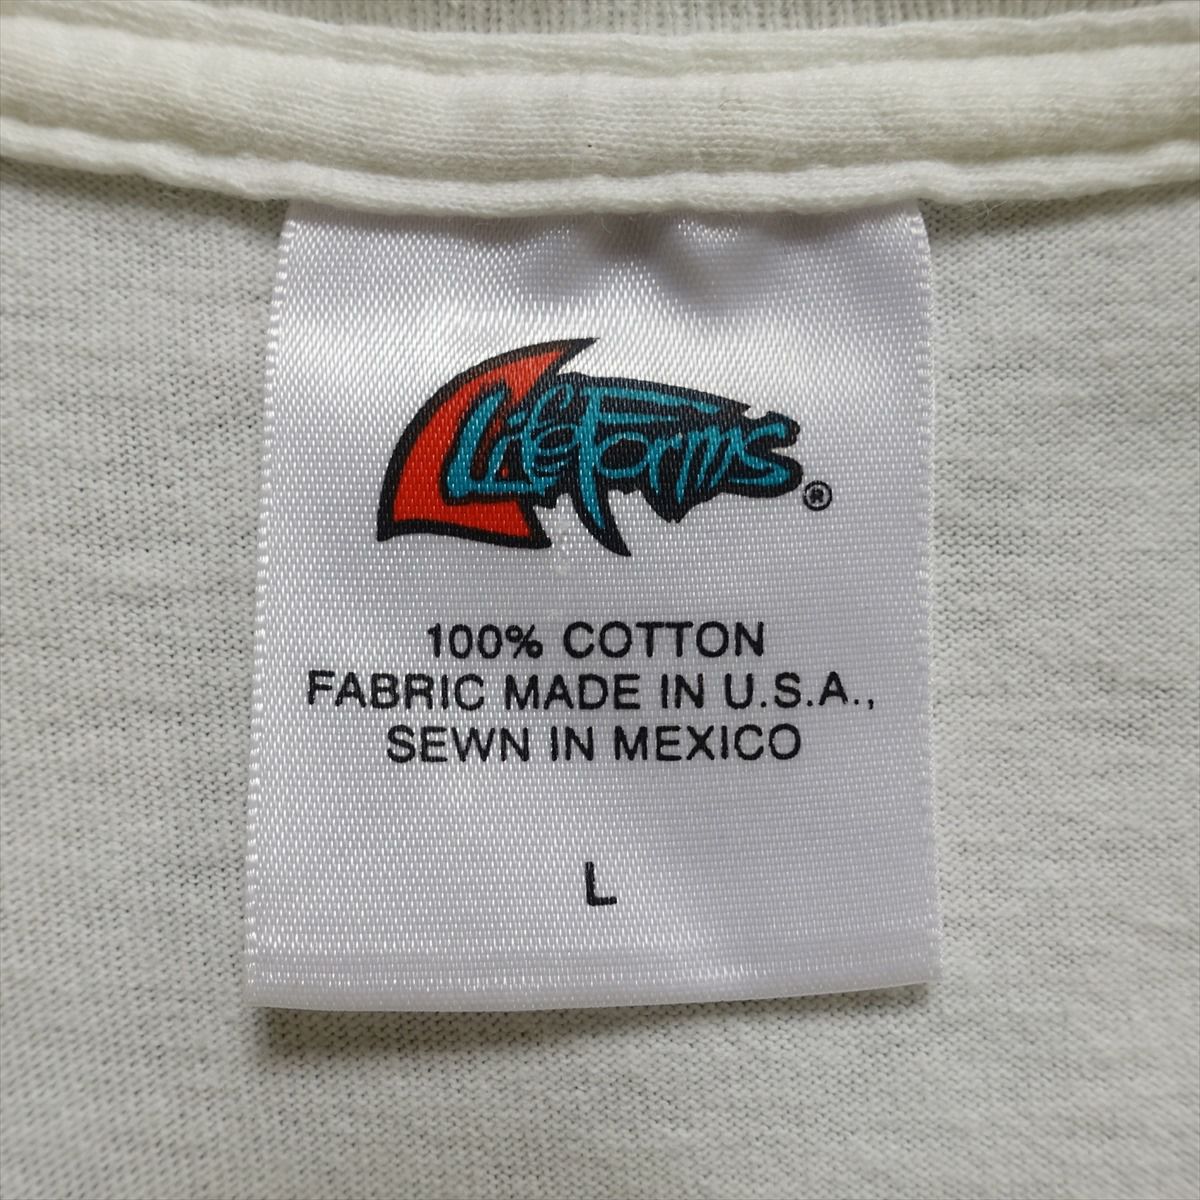 LifeForms®
100% COTTON
FABRIC MADE IN U.S.A.,
SEWN IN MEXICO
L